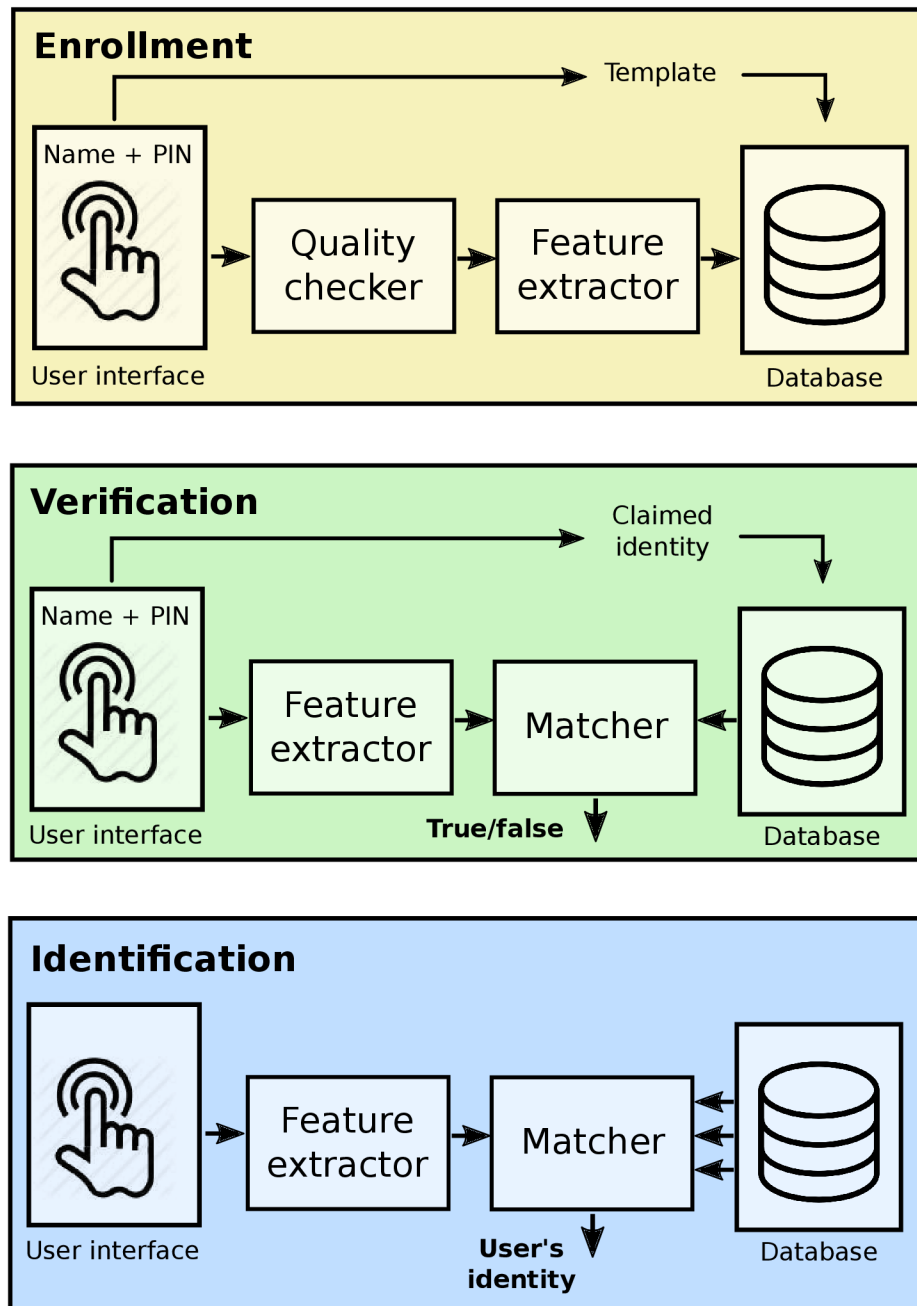 Enrollment
Template
Name + PIN
Quality
checker
Feature
extractor
User interface
Database
Verification
Claimed
identity
Name + PIN
Feature
extractor
Matcher
True/false
User interface
Database
Identification
Feature
extractor
Matcher
User interface
User's
identity
Database